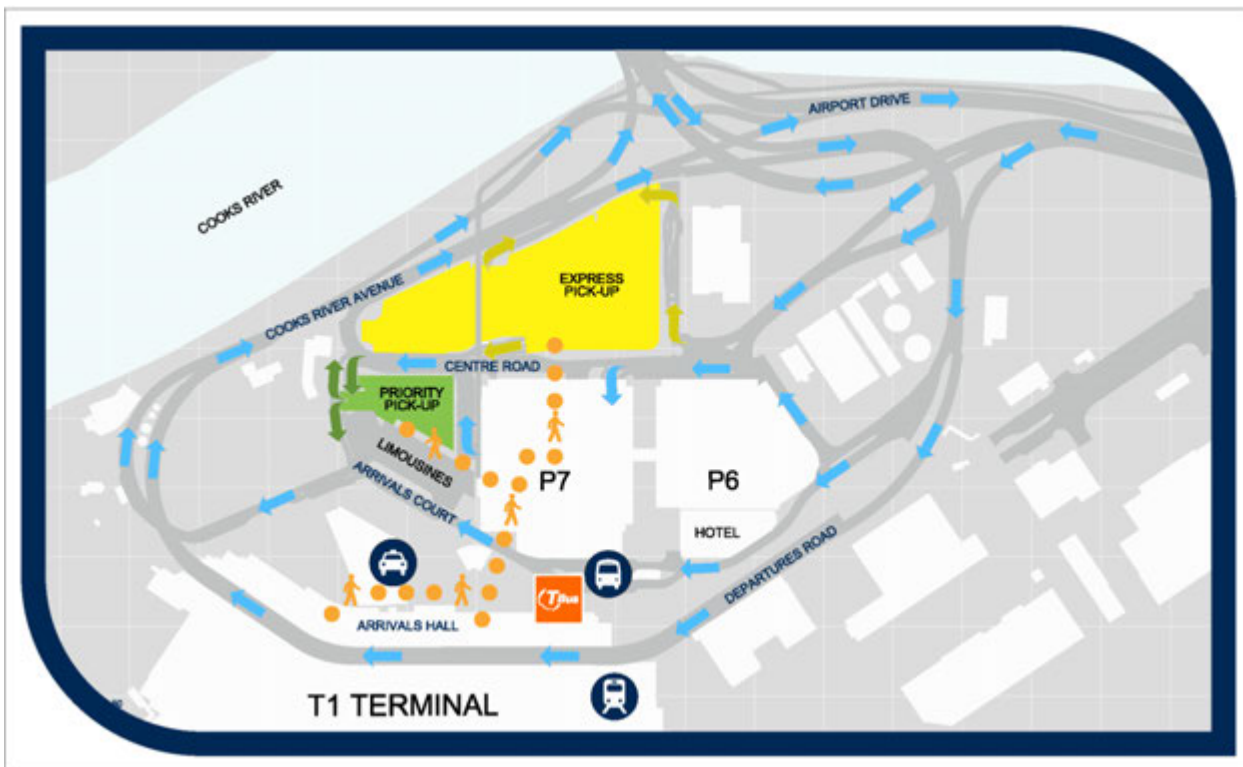 AIRPORT DRIVE
COOKS RIVER
EXPRESS
PICK-UP
COOKS RIVER AVENUE
CENTRE ROAD
PRIORITY
PICK-UP
LIMOUSINES
ARRIVALS COURT
P7
P6
HOTEL
DEPARTURES ROAD
T Bus
ARRIVALS HALL
T1 TERMINAL